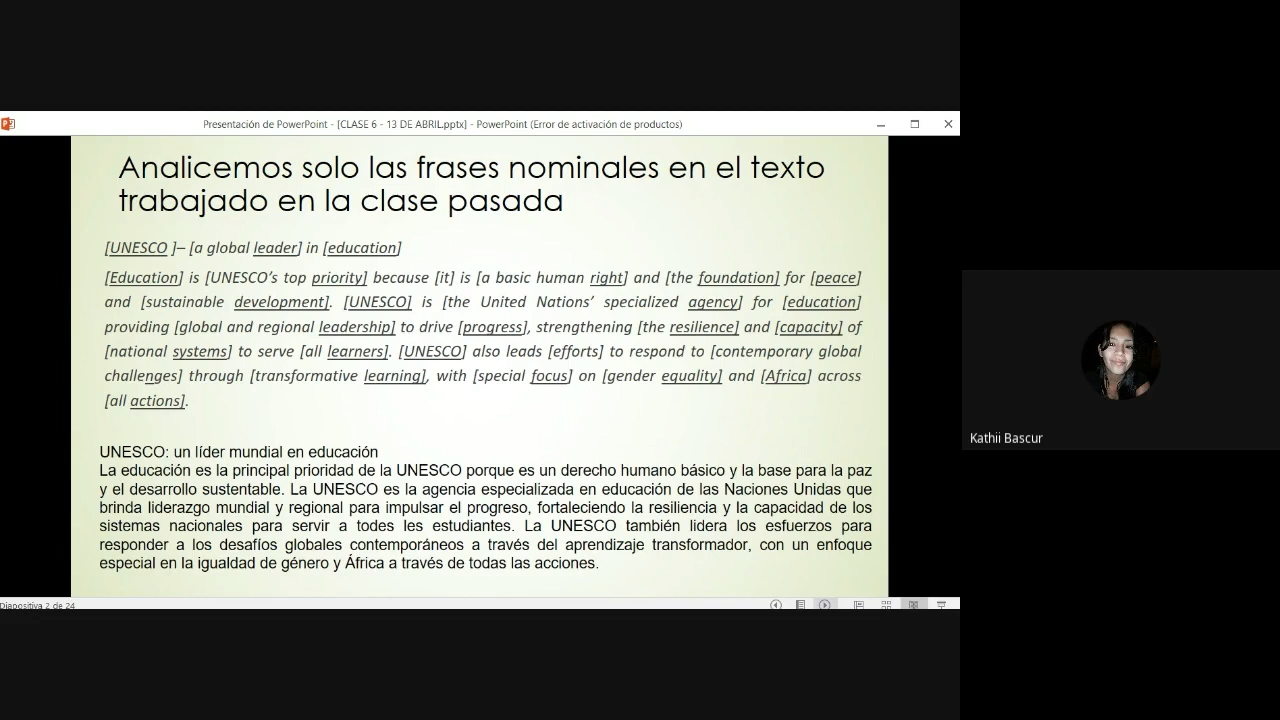 Presentación de PowerPoint - [CLASE 6 - 13 DE ABRIL.pptx] - PowerPoint (Error de activación de productos)
Analicemos solo las frases nominales en el texto
trabajado en la clase pasada
[UNESCO ]– [a global leader] in [education]
[Education] is [UNESCO’s top priority] because [it] is [a basic human right] and [the foundation] for [peace]
and [sustainable development]. [UNESCO] is [the United Nations’ specialized agency] for [education]
providing [global and regional leadership] to drive [progress], strengthening [the resilience] and [capacity] of
[national systems] to serve [all learners]. [UNESCO] also leads [efforts] to respond to [contemporary global
challenges] through [transformative learning], with [special focus] on [gender equality] and [Africa] across
[all actions].
UNESCO: un líder mundial en educación
La educación es la principal prioridad de la UNESCO porque es un derecho humano básico y la base para la paz
y el desarrollo sustentable. La UNESCO es la agencia especializada en educación de las Naciones Unidas que
brinda liderazgo mundial y regional para impulsar el progreso, fortaleciendo la resiliencia y la capacidad de los
sistemas nacionales para servir a todes les estudiantes. La UNESCO también lidera los esfuerzos para
responder a los desafíos globales contemporáneos a través del aprendizaje transformador, con un enfoque
especial en la igualdad de género y África a través de todas las acciones.
Diapositiva 2 de 24
Kathii Bascur